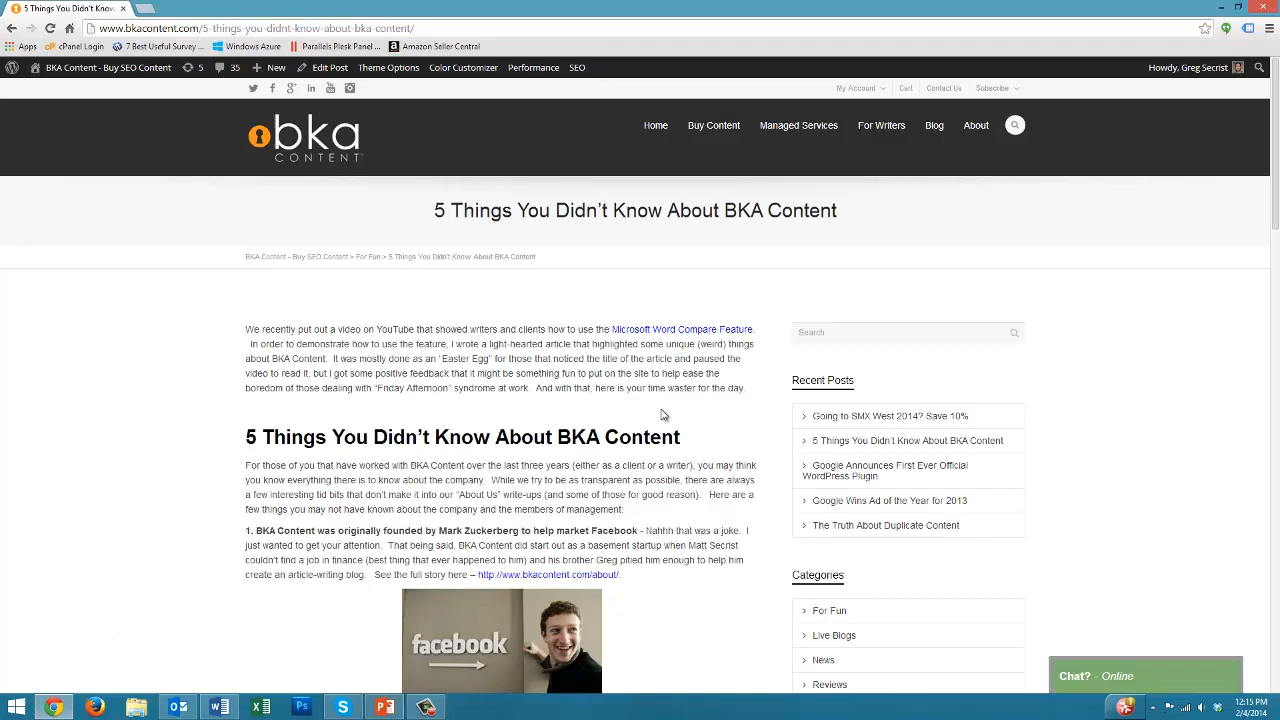 5 Things You Didn't Know
www.bkacontent.com/5-things-you-didnt-know-about-bka-content/
Apps cPanel Login 7 Best Useful Survey ... Windows Azure Parallels Plesk Panel ... Amazon Seller Central
BKA Content - Buy SEO Content 5 35 New Edit Post Theme Options Color Customizer Performance SEO Howdy, Greg Secrist
My Account Cart Contact Us Subscribe
bka
CONTENT
Home Buy Content Managed Services For Writers Blog About
5 Things You Didn't Know About BKA Content
BKA Content - Buy SEO Content > For Fun > 5 Things You Didn't Know About BKA Content
We recently put out a video on YouTube that showed writers and clients how to use the Microsoft Word Compare Feature.
In order to demonstrate how to use the feature, I wrote a light-hearted article that highlighted some unique (weird) things
about BKA Content. It was mostly done as an "Easter Egg" for those that noticed the title of the article and paused the
video to read it, but I got some positive feedback that it might be something fun to put on the site to help ease the
boredom of those dealing with "Friday Afternoon" syndrome at work. And with that, here is your time waster for the day.
5 Things You Didn't Know About BKA Content
For those of you that have worked with BKA Content over the last three years (either as a client or a writer), you may think
you know everything there is to know about the company. While we try to be as transparent as possible, there are always
a few interesting tid bits that don't make it into our "About Us" write-ups (and some of those for good reason). Here are a
few things you may not have known about the company and the members of management:
1. BKA Content was originally founded by Mark Zuckerberg to help market Facebook - Nahhh that was a joke. I
just wanted to get your attention. That being said, BKA Content did start out as a basement startup when Matt Secrist
couldn't find a job in finance (best thing that ever happened to him) and his brother Greg pitied him enough to help him
create an article-writing blog. See the full story here – http://www.bkacontent.com/about/.
facebook
Search
Recent Posts
Going to SMX West 2014? Save 10%
5 Things You Didn't Know About BKA Content
Google Announces First Ever Official
WordPress Plugin
Google Wins Ad of the Year for 2013
The Truth About Duplicate Content
Categories
For Fun
Live Blogs
News
Reviews
Chat? - Online
12:15 PM
2/4/2014